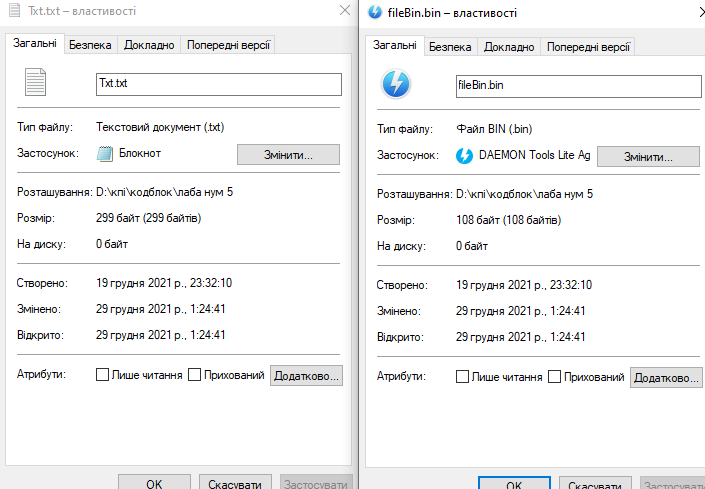 Txt.txt – властивості
Загальні Безпека Докладно Попередні версії
Txt.txt
Тип файлу: Текстовий документ (.txt)
Застосунок: Блокнот Змінити...
Розташування: D:\кпі\кодблок\лаба нум 5
Розмір: 299 байт (299 байтів)
На диску: 0 байт
Створено: 19 грудня 2021 р., 23:32:10
Змінено: 29 грудня 2021 р., 1:24:41
Відкрито: 29 грудня 2021 р., 1:24:41
Атрибути: Лише читання Прихований Додатково...
OK Скасувати Застосувати
fileBin.bin – властивості
Загальні Безпека Докладно Попередні версії
fileBin.bin
Тип файлу: Файл BIN (.bin)
Застосунок: DAEMON Tools Lite Ag Змінити...
Розташування: D:\кпі\кодблок\лаба нум 5
Розмір: 108 байт (108 байтів)
На диску: 0 байт
Створено: 19 грудня 2021 р., 23:32:10
Змінено: 29 грудня 2021 р., 1:24:41
Відкрито: 29 грудня 2021 р., 1:24:41
Атрибути: Лише читання Прихований Додатково...
OK Скасувати Застосувати